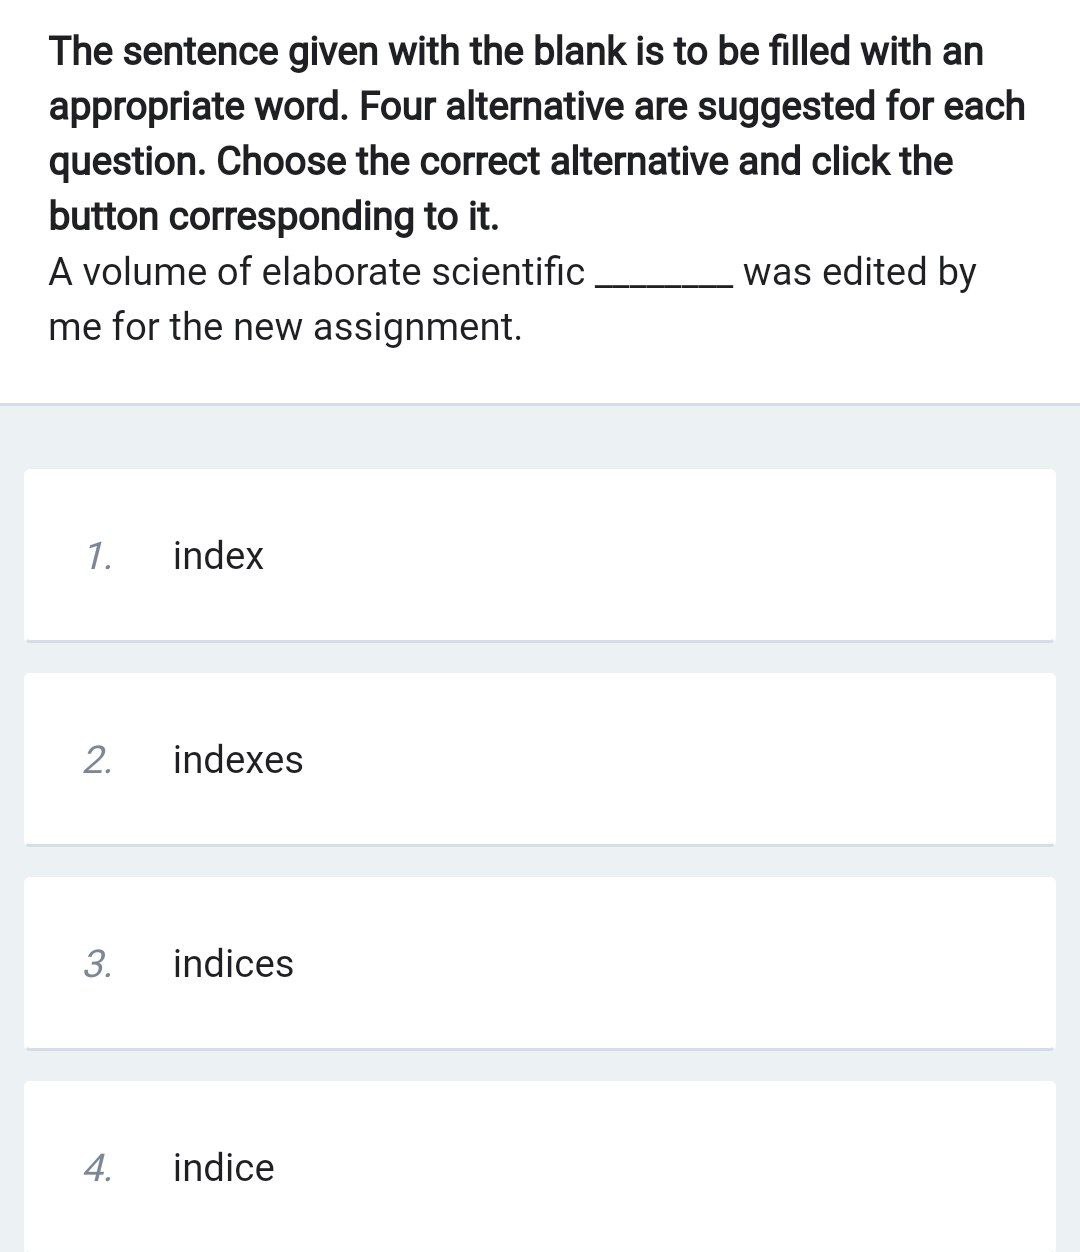 The sentence given with the blank is to be filled with an
appropriate word. Four alternative are suggested for each
question. Choose the correct alternative and click the
button corresponding to it.
A volume of elaborate scientific ________ was edited by
me for the new assignment.
1. index
2. indexes
3. indices
4. indice